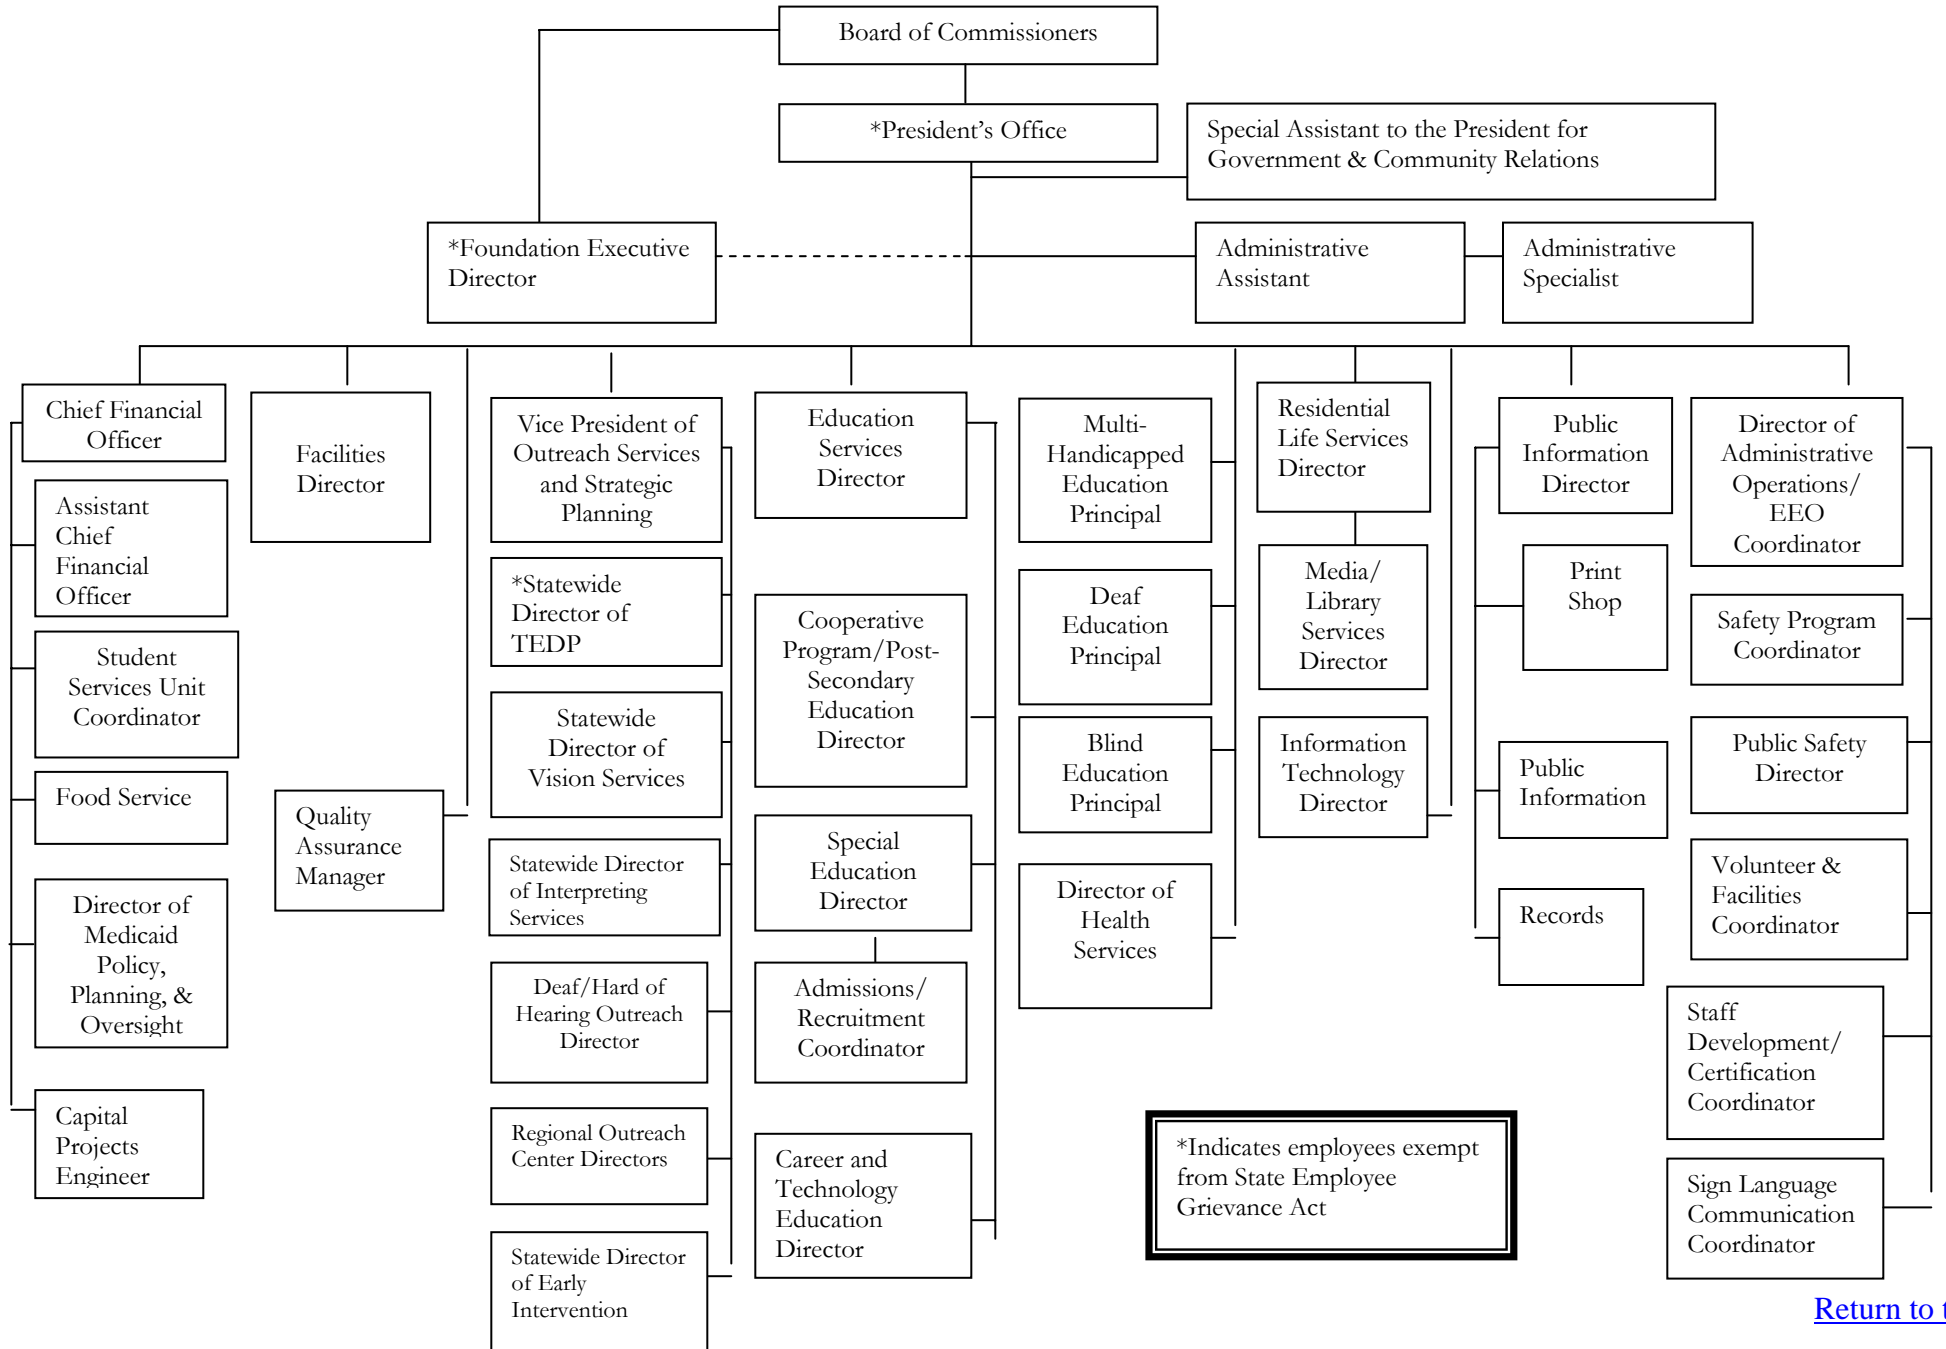 Board of Commissioners
*President's Office
Special Assistant to the President for
Government & Community Relations
*Foundation Executive
Director
Administrative
Assistant
Administrative
Specialist
Chief Financial
Officer
Assistant
Chief
Financial
Officer
Student
Services Unit
Coordinator
Food Service
Director of
Medicaid
Policy,
Planning, &
Oversight
Capital
Projects
Engineer
Facilities
Director
Quality
Assurance
Manager
Vice President of
Outreach Services
and Strategic
Planning
*Statewide
Director of
TEDP
Statewide
Director of
Vision Services
Statewide Director
of Interpreting
Services
Deaf/Hard of
Hearing Outreach
Director
Regional Outreach
Center Directors
Statewide Director
of Early
Intervention
Education
Services
Director
Cooperative
Program/Post-
Secondary
Education
Director
Special
Education
Director
Admissions/
Recruitment
Coordinator
Career and
Technology
Education
Director
Multi-
Handicapped
Education
Principal
Deaf
Education
Principal
Blind
Education
Principal
Director of
Health
Services
Residential
Life Services
Director
Media/
Library
Services
Director
Information
Technology
Director
Public
Information
Director
Print
Shop
Public
Information
Records
Director of
Administrative
Operations/
EEO
Coordinator
Safety Program
Coordinator
Public Safety
Director
Volunteer &
Facilities
Coordinator
Staff
Development/
Certification
Coordinator
Sign Language
Communication
Coordinator
*Indicates employees exempt
from State Employee
Grievance Act
Return to